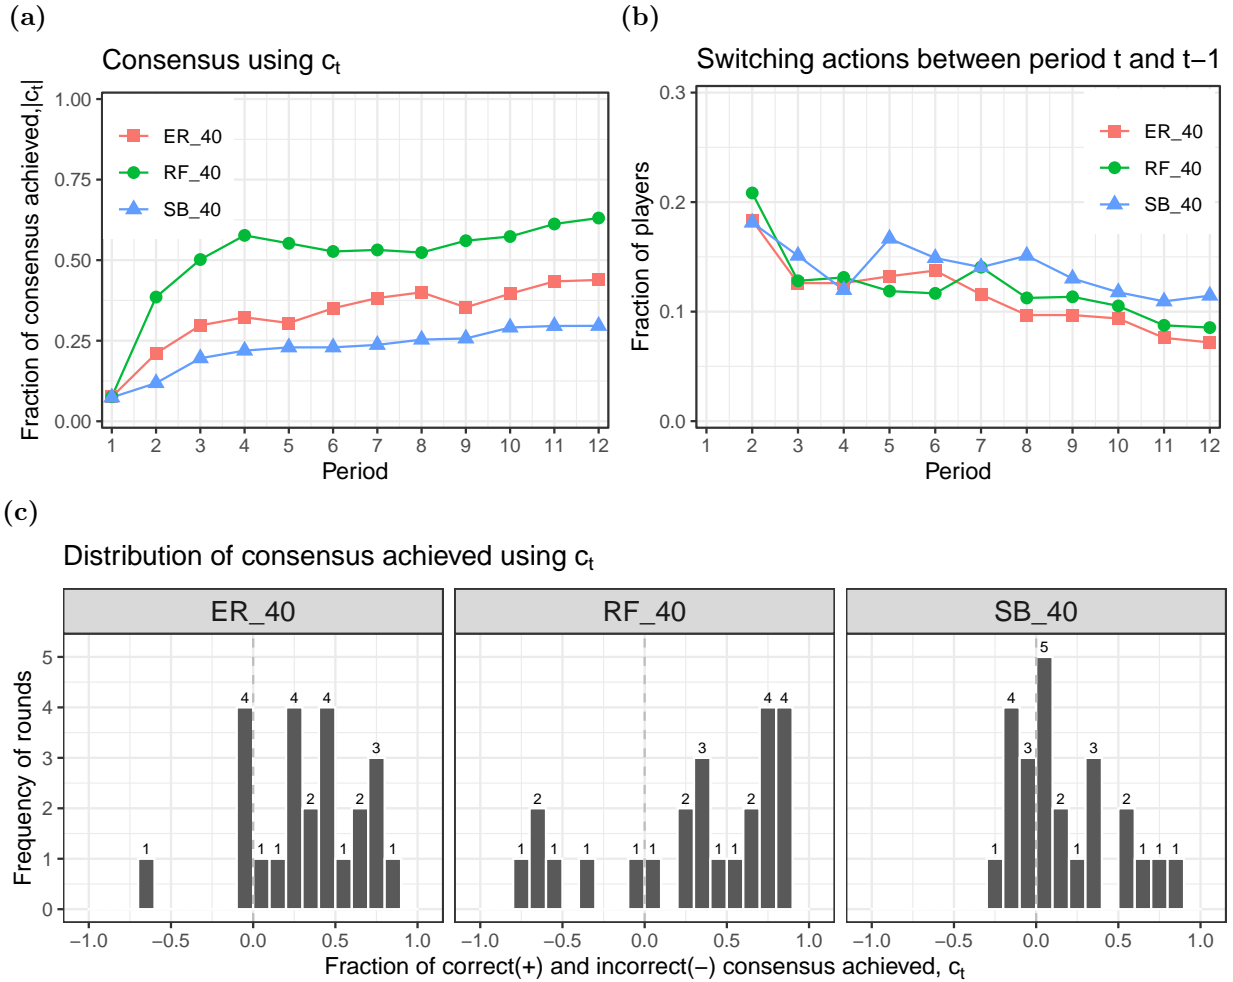 (a)
Consensus using cₜ
Fraction of consensus achieved,|cₜ|
1.00
0.75
0.50
0.25
0.00
ER_40
RF_40
SB_40
1 2 3 4 5 6 7 8 9 10 11 12
Period
(b)
Switching actions between period t and t−1
Fraction of players
0.3
0.2
0.1
0.0
ER_40
RF_40
SB_40
1 2 3 4 5 6 7 8 9 10 11 12
Period
(c)
Distribution of consensus achieved using cₜ
ER_40 RF_40 SB_40
Frequency of rounds
5
4
3
2
1
0
1 4 1 1 4 2 4 1 2 3 1
1 2 1 1 1 1 2 3 1 1 2 4 4
1 4 3 5 2 1 3 2 1 1 1
−1.0 −0.5 0.0 0.5 1.0
−1.0 −0.5 0.0 0.5 1.0
−1.0 −0.5 0.0 0.5 1.0
Fraction of correct(+) and incorrect(−) consensus achieved, cₜ